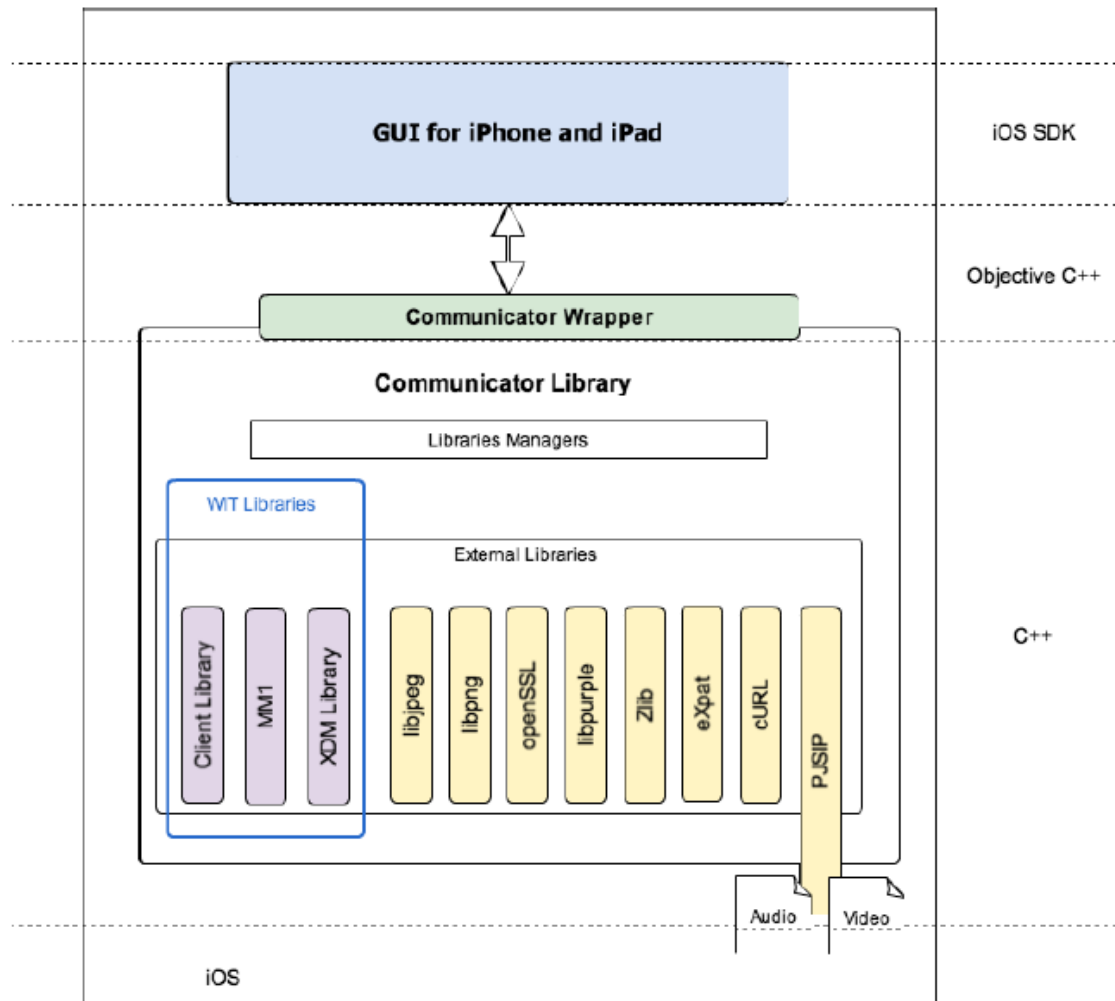 GUI for iPhone and iPad
iOS SDK
Objective C++
Communicator Wrapper
Communicator Library
Libraries Managers
WIT Libraries
External Libraries
Client Library
MM1
XDM Library
libjpeg
libpng
openSSL
libpurple
Zlib
eXpat
cURL
PJSIP
C++
Audio
Video
iOS